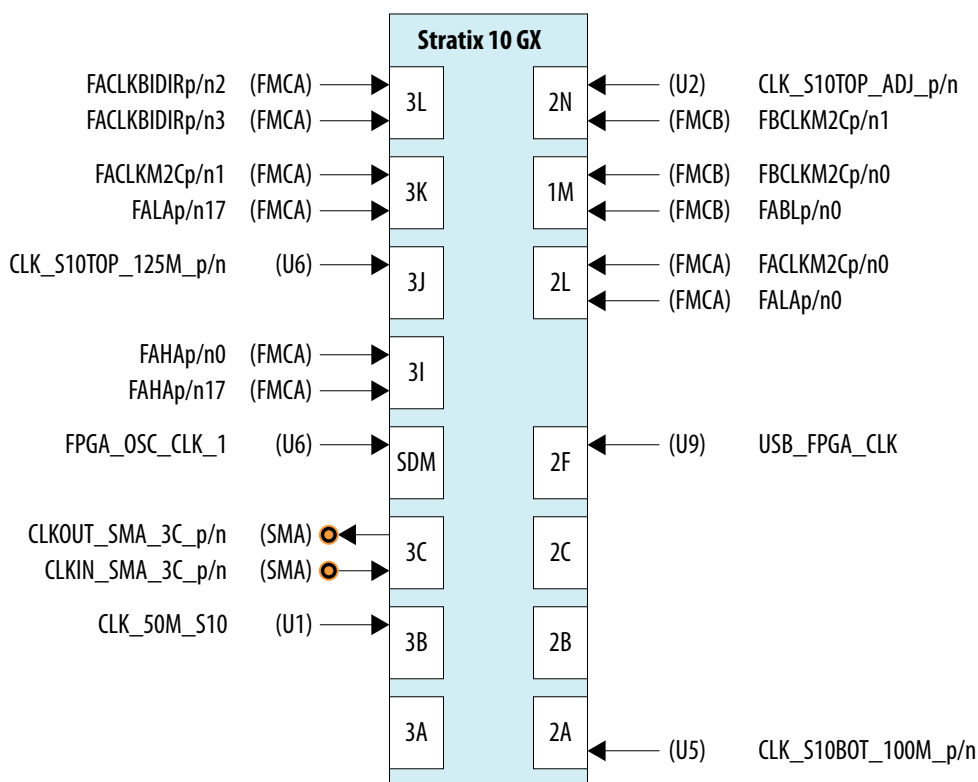 Stratix 10 GX
FACLKBIDIRp/n2 (FMCA) 3L 2N (U2) CLK_S10TOP_ADJ_p/n
FACLKBIDIRp/n3 (FMCA) (FMCB) FBCLKM2Cp/n1
FACLKM2Cp/n1 (FMCA) 3K 1M (FMCB) FBCLKM2Cp/n0
FALAp/n17 (FMCA) (FMCB) FABLp/n0
CLK_S10TOP_125M_p/n (U6) 3J 2L (FMCA) FACLKM2Cp/n0
(FMCA) FALAp/n0
FAHAp/n0 (FMCA) 3I
FAHAp/n17 (FMCA)
FPGA_OSC_CLK_1 (U6) SDM 2F (U9) USB_FPGA_CLK
CLKOUT_SMA_3C_p/n (SMA) 3C 2C
CLKIN_SMA_3C_p/n (SMA)
CLK_50M_S10 (U1) 3B 2B
3A 2A (U5) CLK_S10BOT_100M_p/n